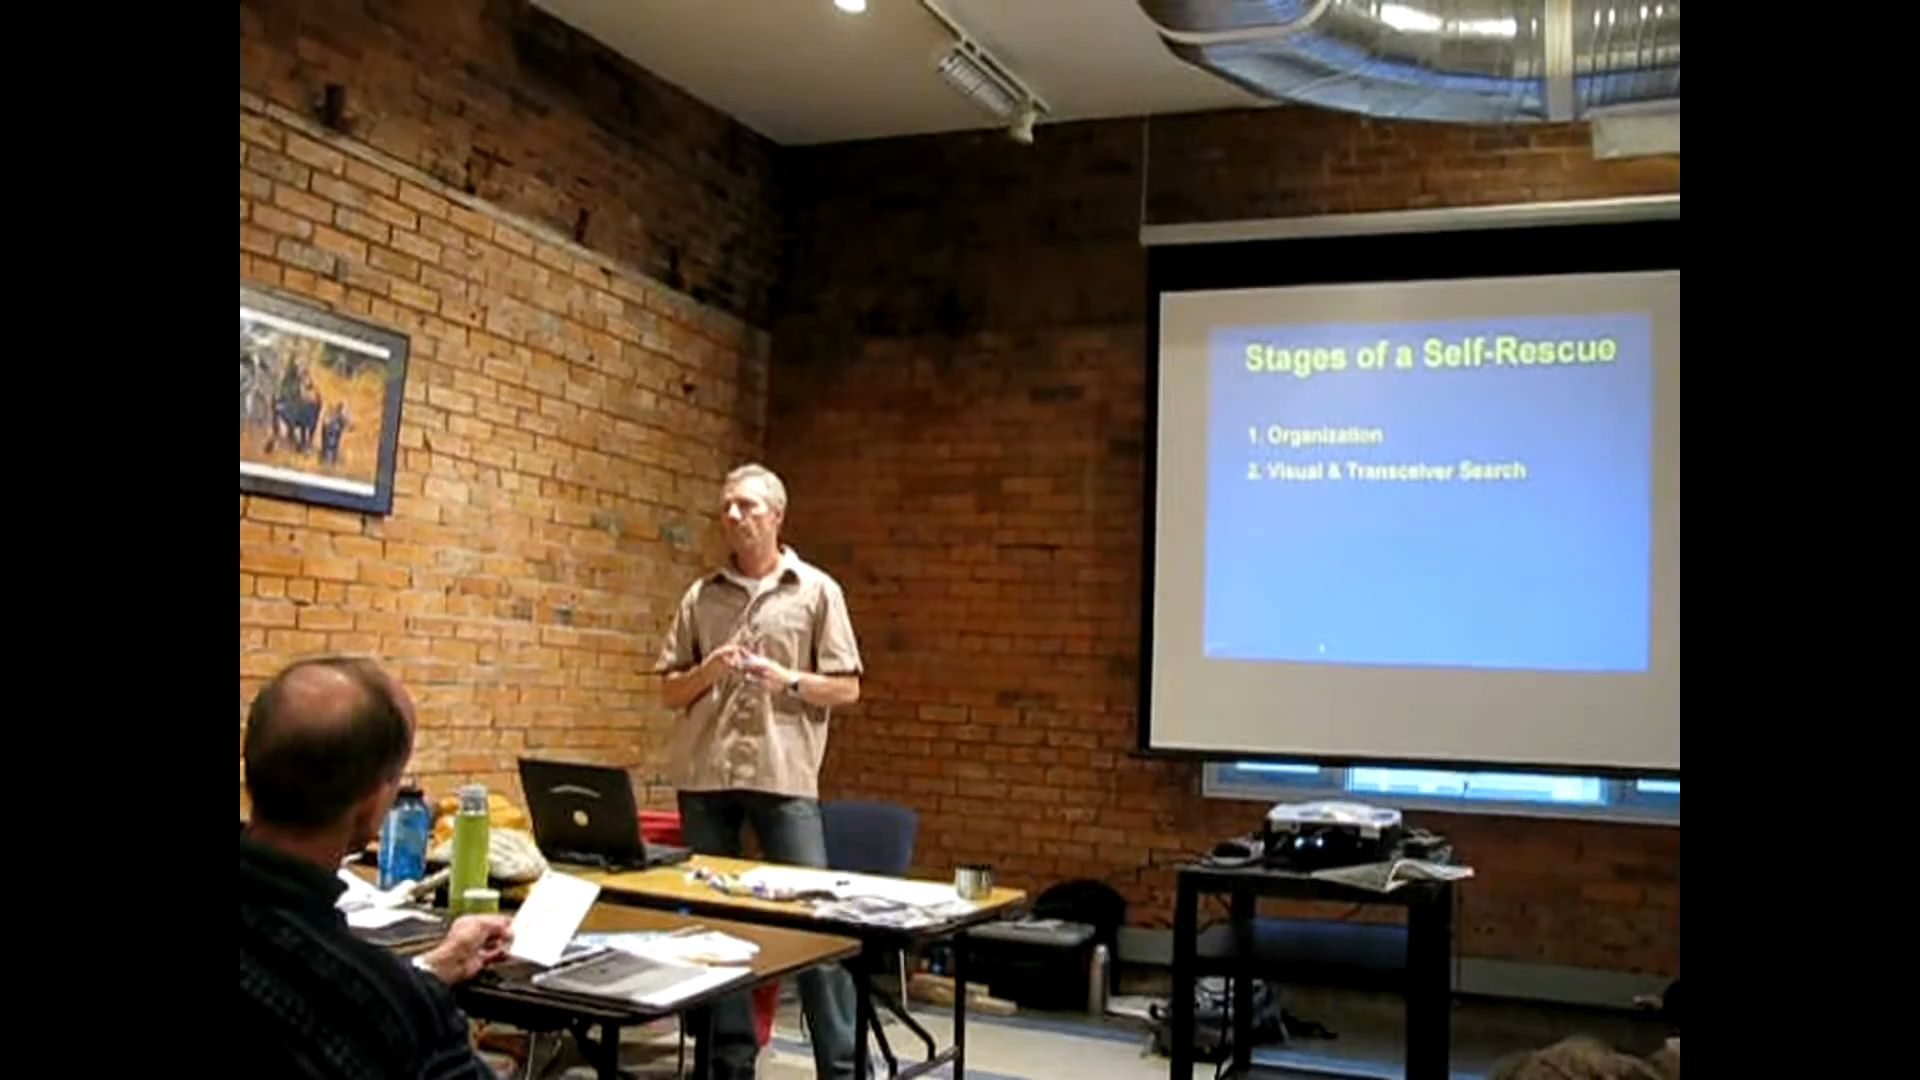 Stages of a Self-Rescue
1. Organization
2. Visual & Transceiver Search